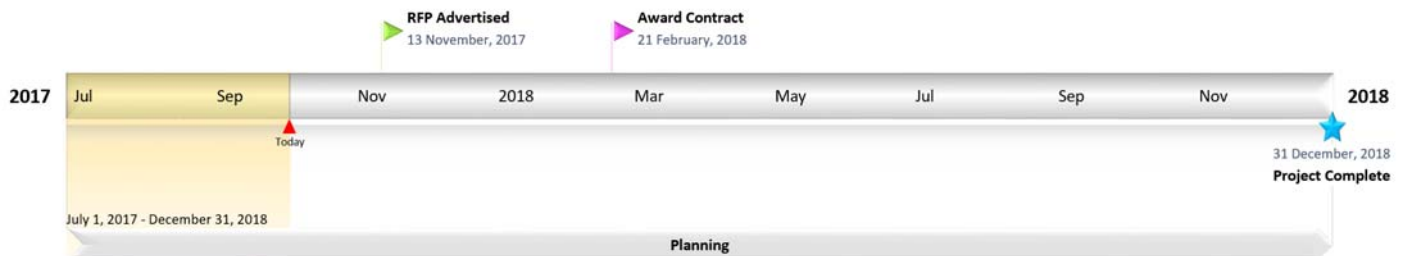 RFP Advertised
13 November, 2017
Award Contract
21 February, 2018
2017 Jul Sep Nov 2018 Mar May Jul Sep Nov 2018
Today
31 December, 2018
Project Complete
July 1, 2017 - December 31, 2018
Planning